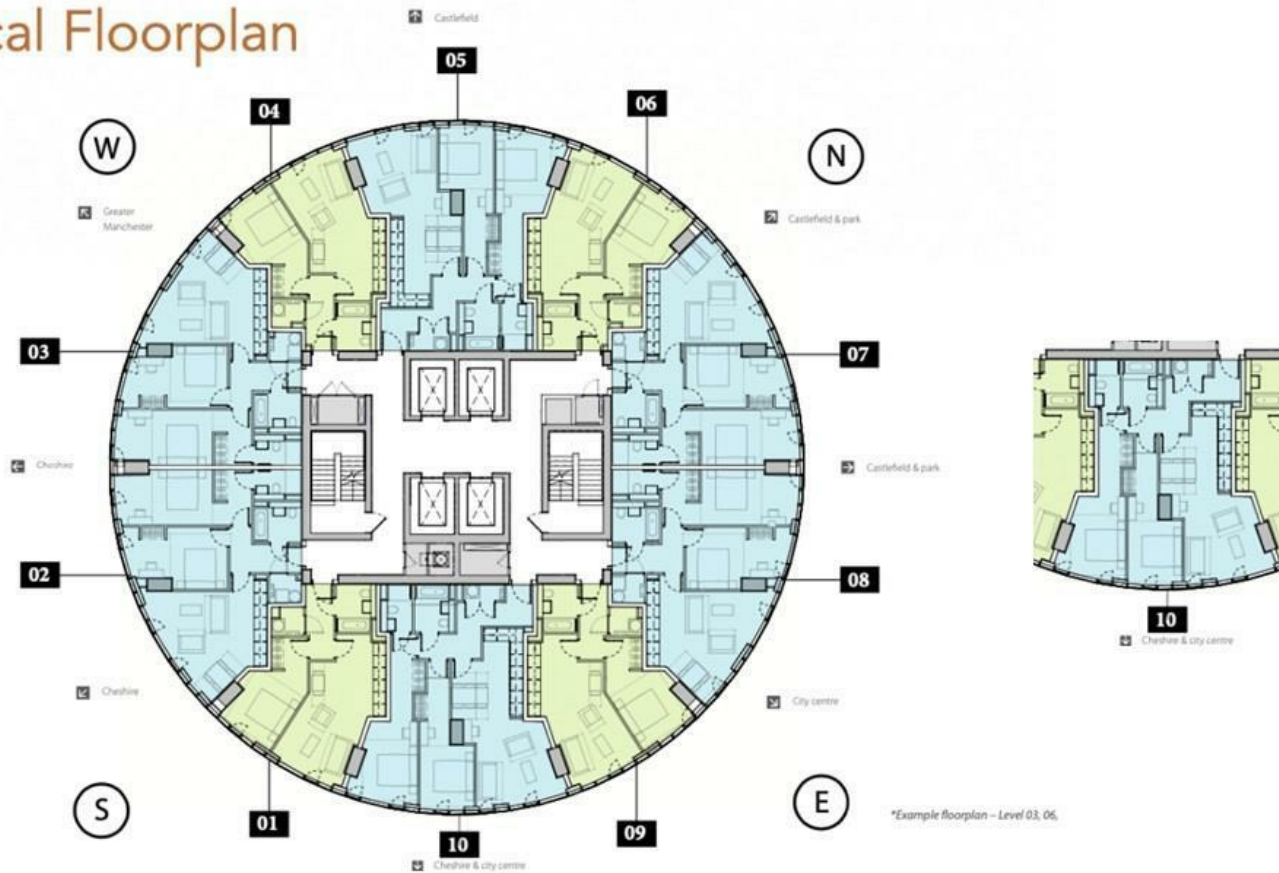 cal Floorplan
Castlefield
05
04
06
W
N
Greater
Manchester
Castlefield & park
03
07
Cheshire
Castlefield & park
02
08
10
Cheshire & city centre
Cheshire
City centre
S
E
01
09
10
Cheshire & city centre
*Example floorplan – Level 03, 06,